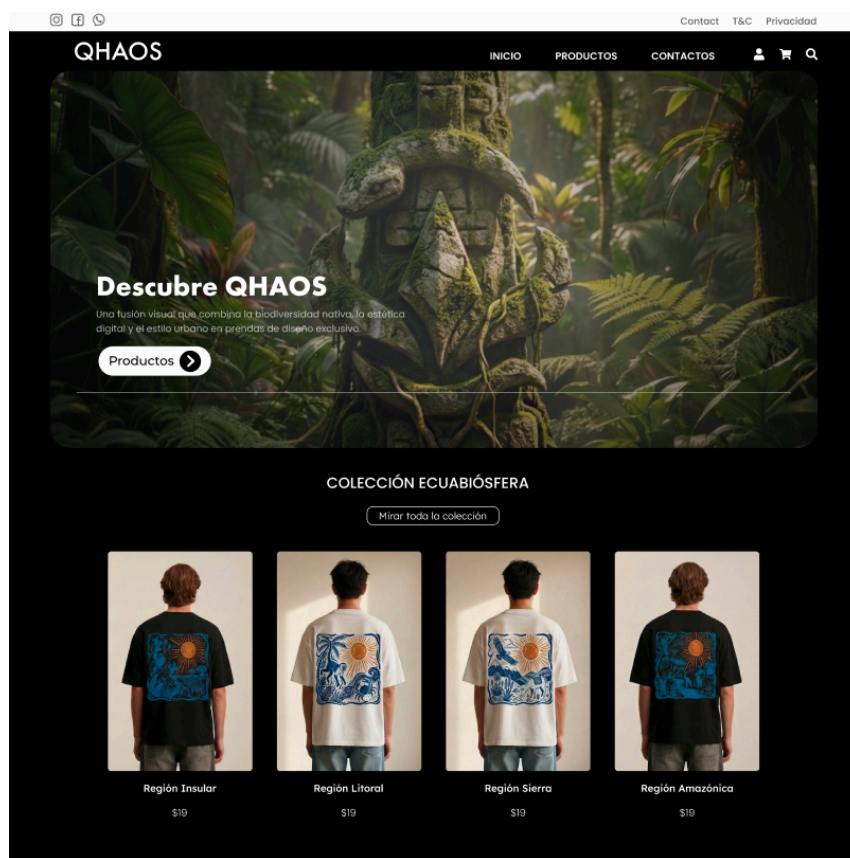 Contact T&C Privacidad
QHAOS
INICIO PRODUCTOS CONTACTOS
Descubre QHAOS
Una fusión visual que combina la biodiversidad nativa, la estética
digital y el estilo urbano en prendas de diseño exclusivo.
Productos
COLECCIÓN ECUABIÓSFERA
Mirar toda la colección
Región Insular Región Litoral Región Sierra Región Amazónica
$19 $19 $19 $19